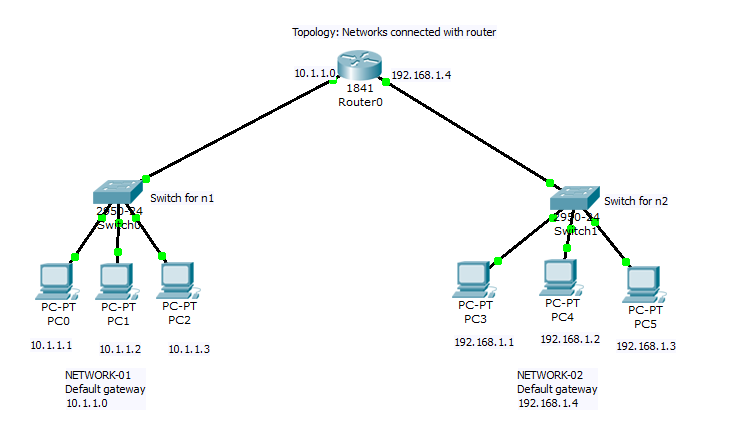 Topology: Networks connected with router
10.1.1.0
192.168.1.4
1841
Router0
Switch for n1
2950-24
Switch0
Switch for n2
2950-24
Switch1
PC-PT
PC0
PC-PT
PC1
PC-PT
PC2
PC-PT
PC3
PC-PT
PC4
PC-PT
PC5
10.1.1.1
10.1.1.2
10.1.1.3
192.168.1.1
192.168.1.2
192.168.1.3
NETWORK-01
Default gateway
10.1.1.0
NETWORK-02
Default gateway
192.168.1.4